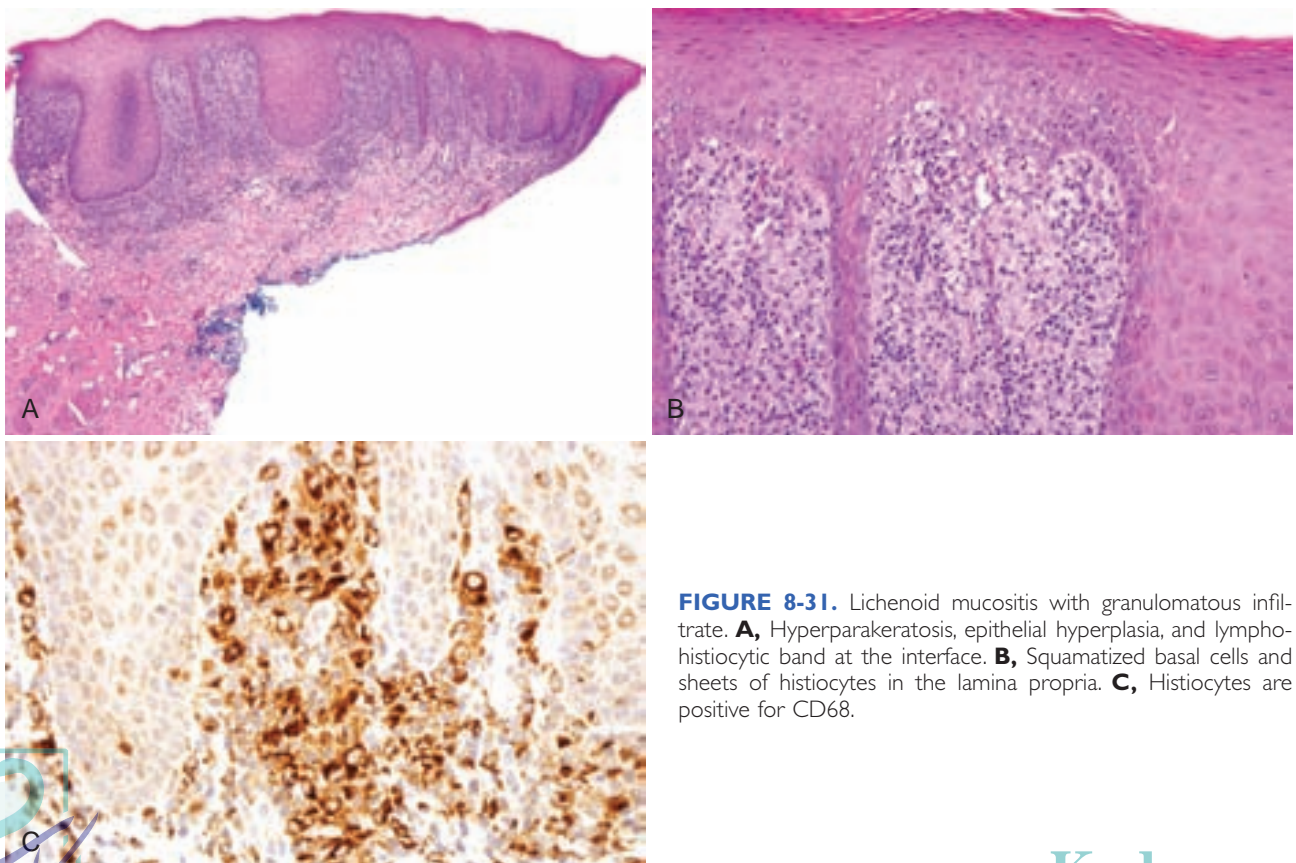 A
B
C
FIGURE 8-31. Lichenoid mucositis with granulomatous infil-
trate. A, Hyperparakeratosis, epithelial hyperplasia, and lympho-
histiocytic band at the interface. B, Squamatized basal cells and
sheets of histiocytes in the lamina propria. C, Histiocytes are
positive for CD68.